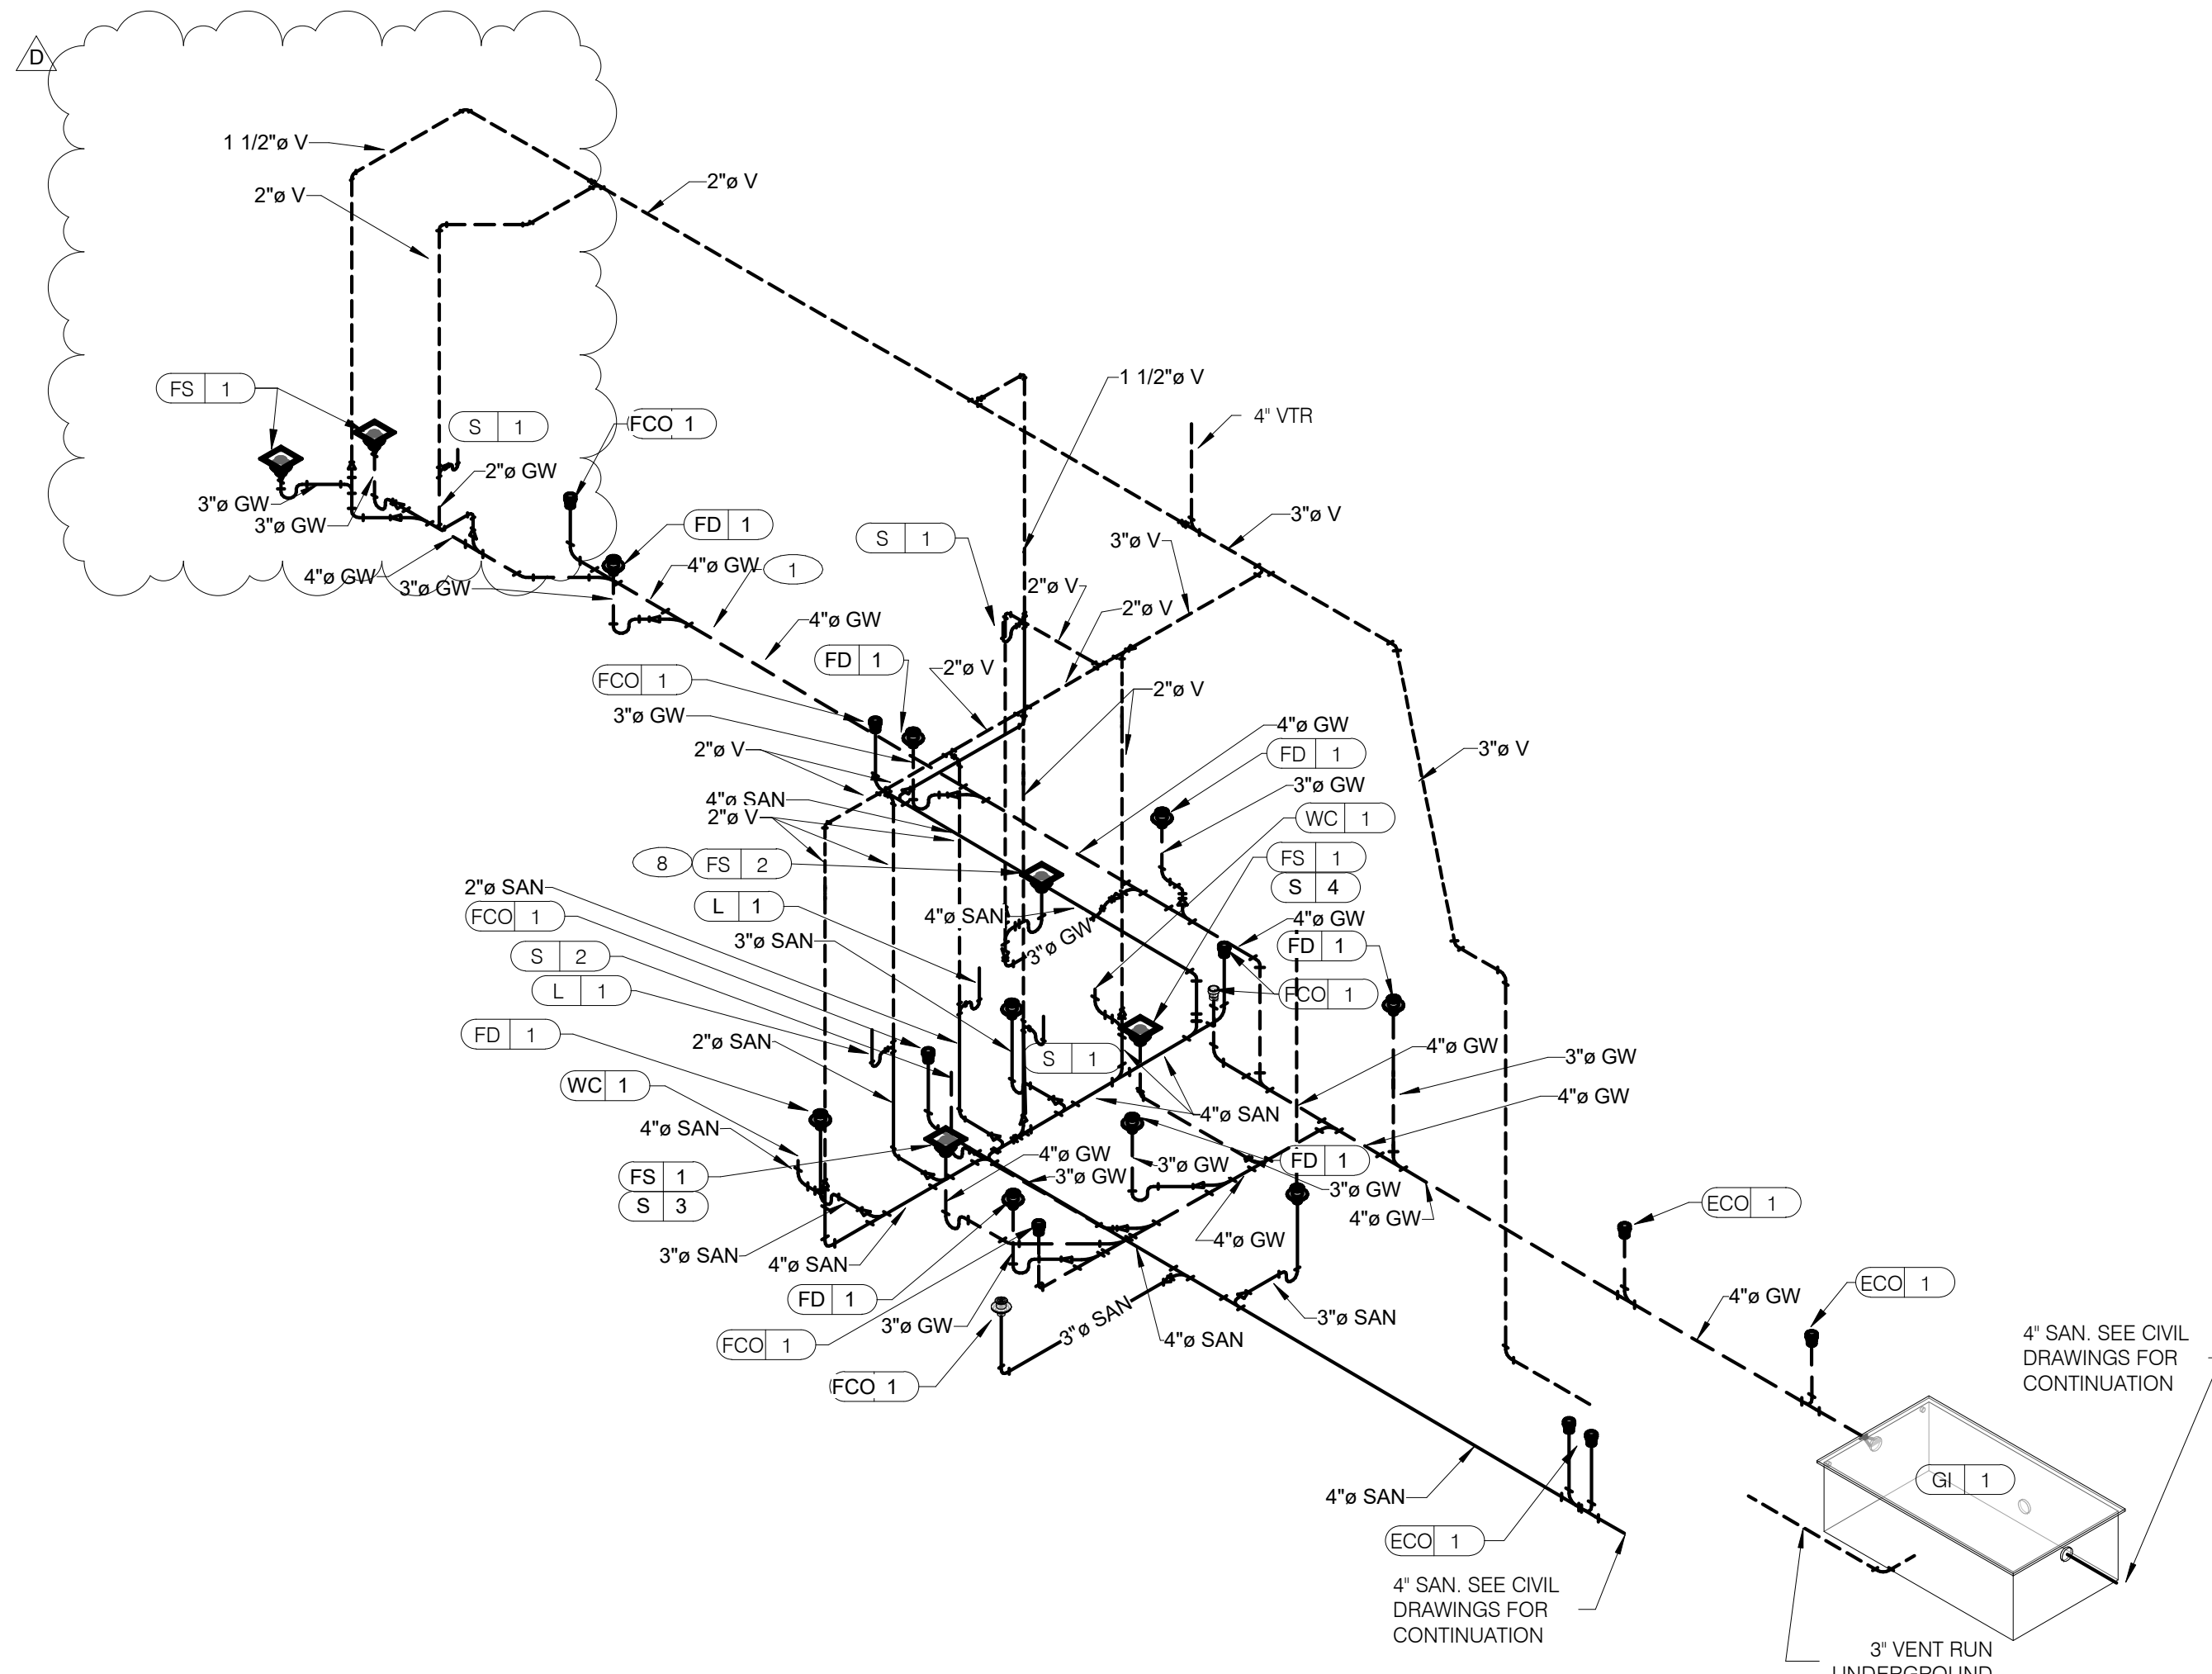 D
1 1/2"ø V
2"ø V
2"ø V
FS 1
S 1
FCO 1
1 1/2"ø V
4" VTR
2"ø GW
3"ø GW
3"ø GW
FD 1
3"ø V
S 1
3"ø V
4"ø GW
3"ø GW
4"ø GW 1
2"ø V
2"ø V
4"ø GW
FD 1
2"ø V
FCO 1
2"ø V
3"ø GW
4"ø GW
2"ø V
FD 1
3"ø V
3"ø GW
4"ø SAN
2"ø V
WC 1
8 FS 2
FS 1
S 4
2"ø SAN
L 1
FCO 1
4"ø SAN
4"ø GW
3"ø SAN
3"ø GW
FD 1
S 2
L 1
FCO 1
FD 1
2"ø SAN
S 1
4"ø GW
3"ø GW
WC 1
4"ø GW
4"ø SAN
4"ø SAN
4"ø GW
FD 1
FS 1
3"ø GW
3"ø GW
3"ø GW
S 3
ECO 1
4"ø GW
3"ø SAN
4"ø SAN
4"ø GW
FD 1
ECO 1
4"ø GW
3"ø GW
3"ø SAN
3"ø SAN
FCO 1
4"ø SAN
FCO 1
4" SAN. SEE CIVIL
DRAWINGS FOR
CONTINUATION
GI 1
4"ø SAN
ECO 1
4" SAN. SEE CIVIL
DRAWINGS FOR
CONTINUATION
3" VENT RUN
UNDERGROUND